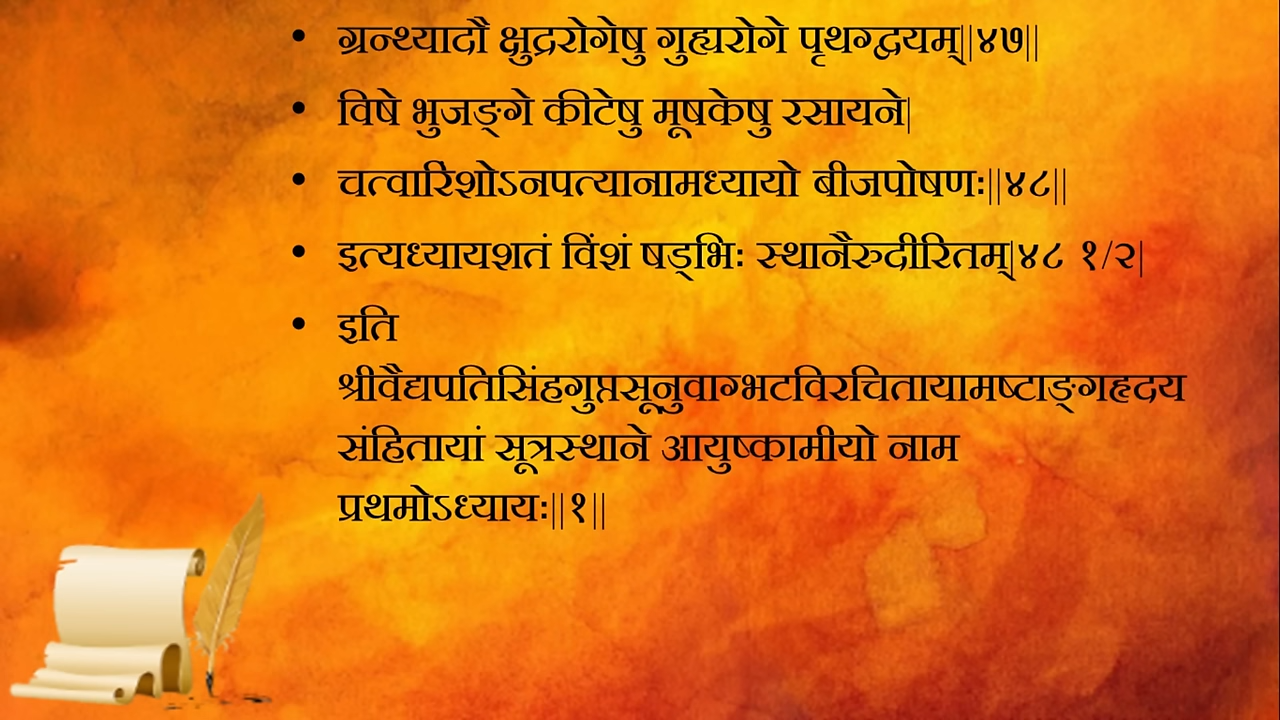 • ग्रन्थ्यादौ क्षुद्ररोगेषु गुह्यरोगे पृथग्द्वयम्||४७||
• विषे भुजङ्गे कीटेषु मूषकेषु रसायने|
• चत्वारिंशोऽनपत्यानामध्यायो बीजपोषणः||४८||
• इत्यध्यायशतं विंशं षड्भिः स्थानैरुदीरितम्|४८ १/२|
• इति
श्रीवैद्यपतिसिंहगुप्तसूनुवाग्भटविरचितायामष्टाङ्गहृदय
संहितायां सूत्रस्थाने आयुष्कामीयो नाम
प्रथमोऽध्यायः||१||